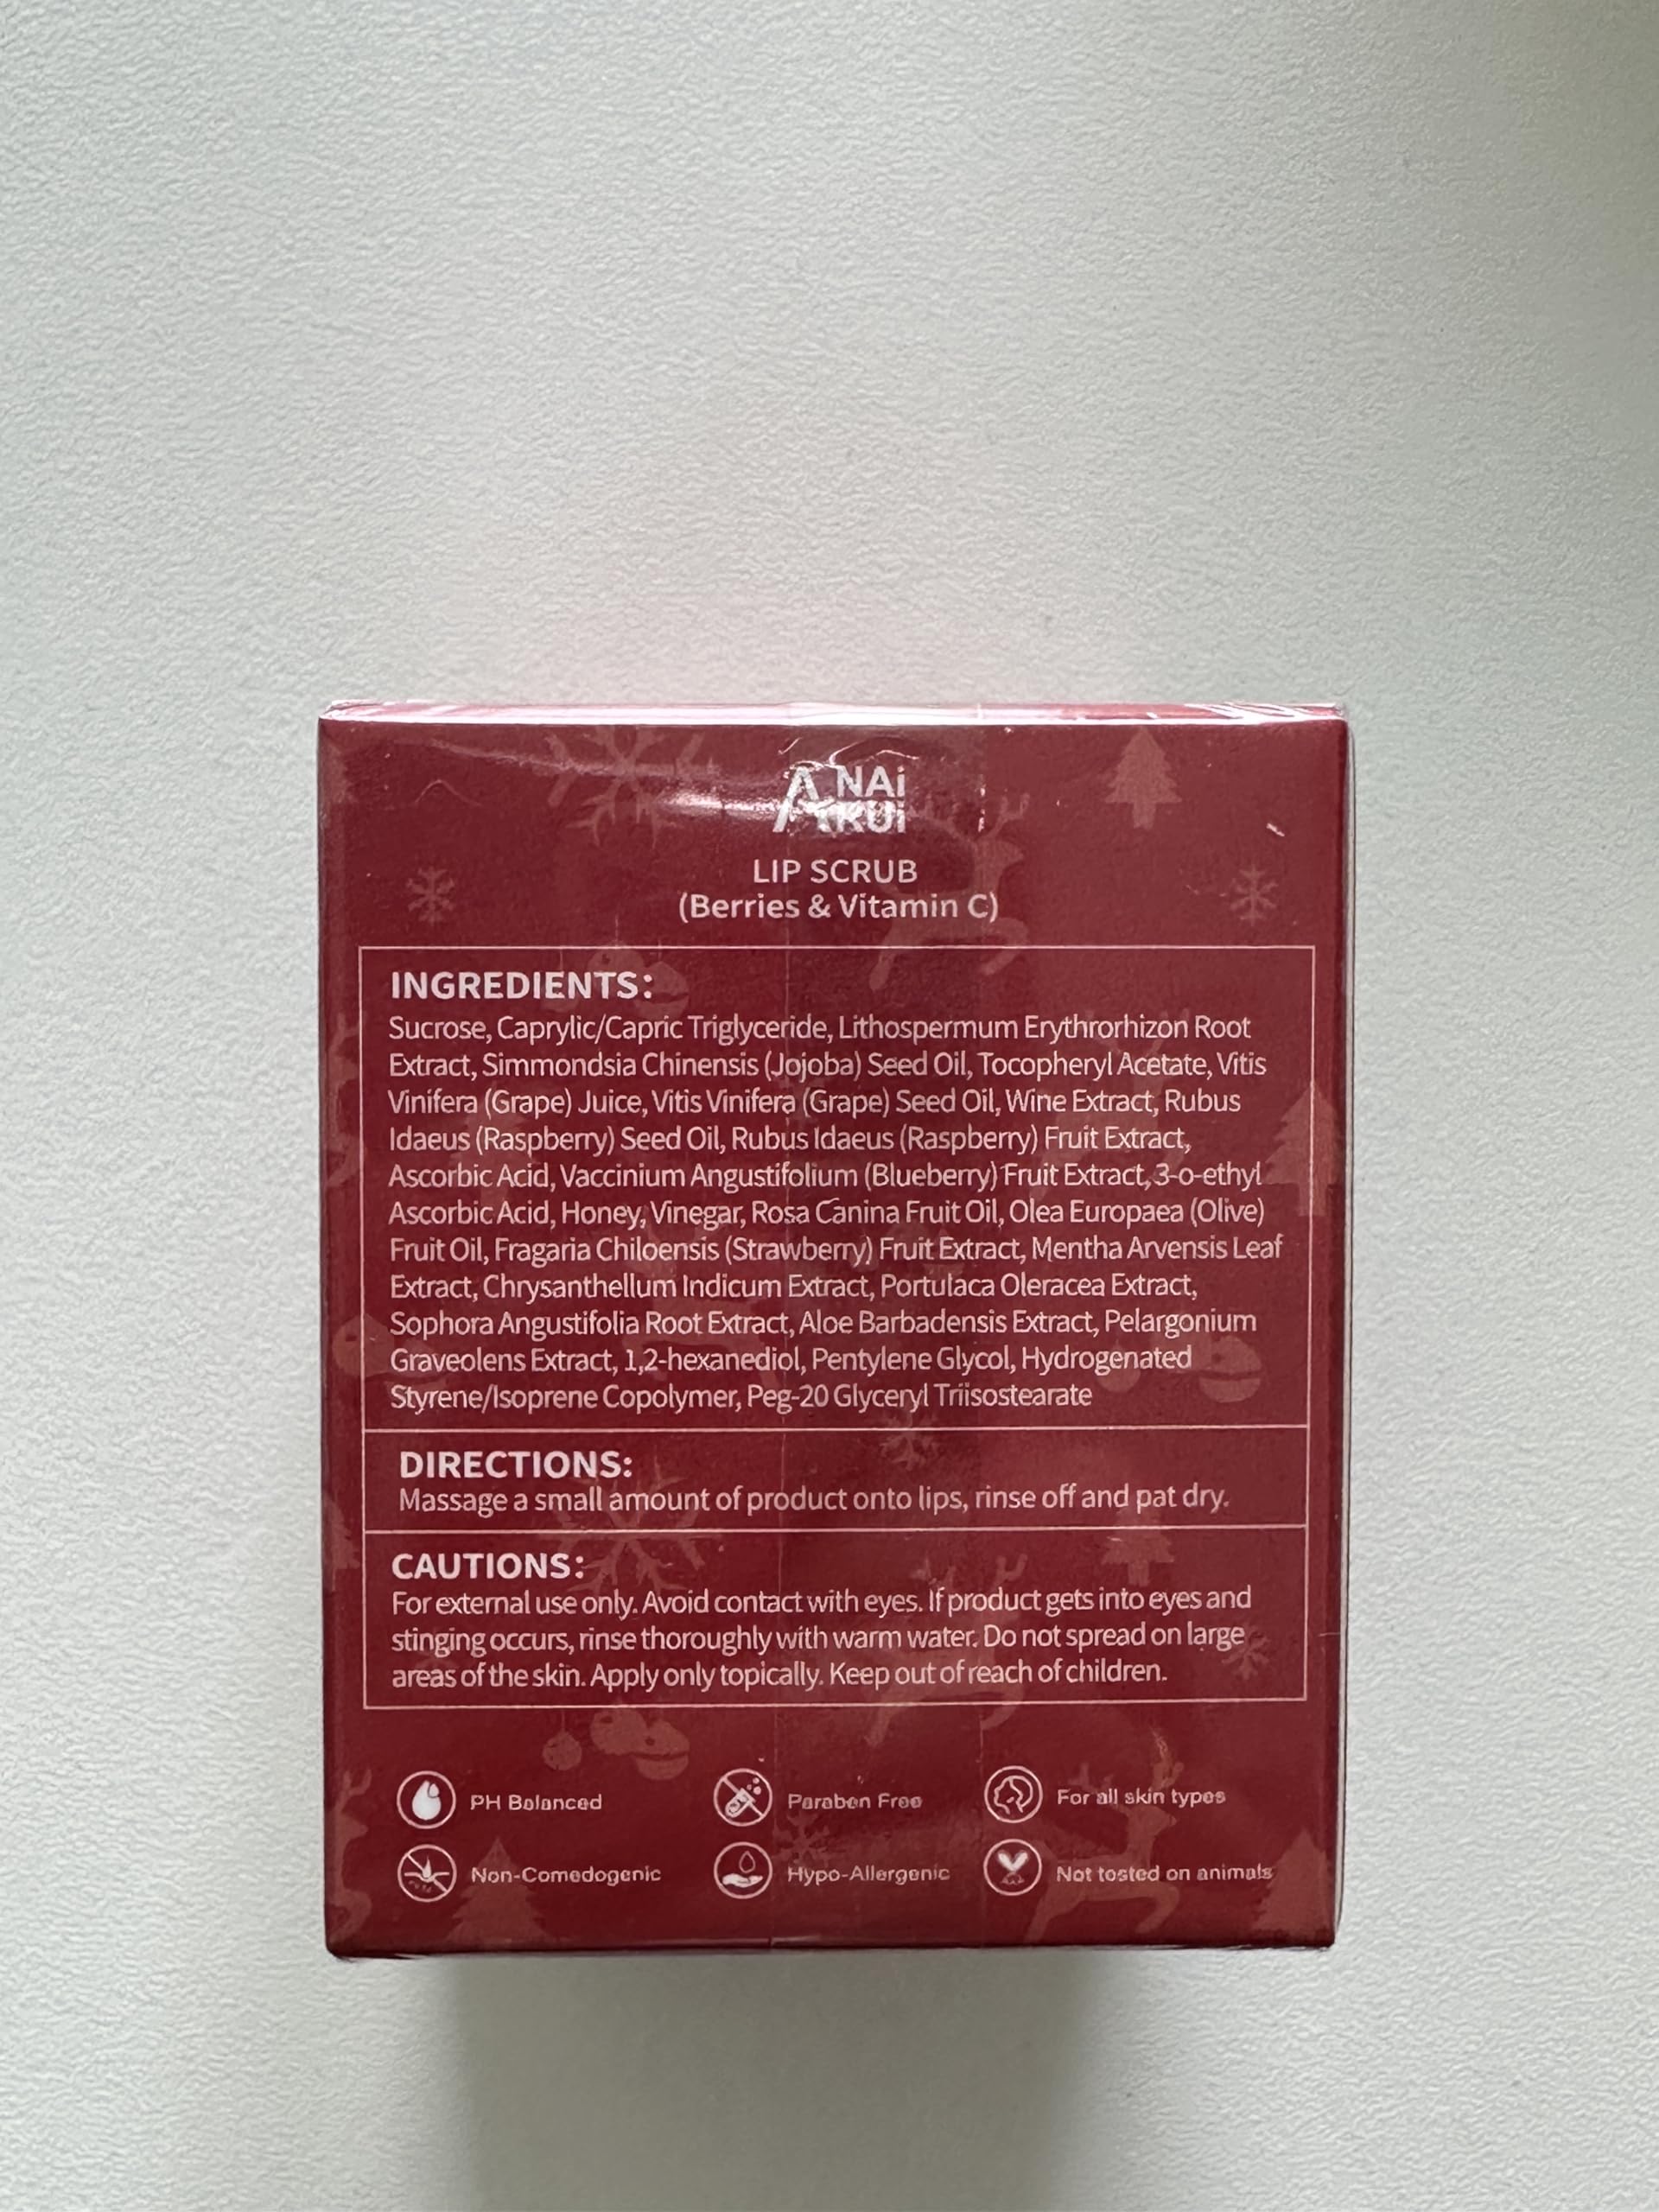 ANAi
AKUi
LIP SCRUB
(Berries & Vitamin C)
INGREDIENTS:
Sucrose, Caprylic/Capric Triglyceride, Lithospermum Erythrorhizon Root
Extract, Simmondsia Chinensis (Jojoba) Seed Oil, Tocopheryl Acetate, Vitis
Vinifera (Grape) Juice, Vitis Vinifera (Grape) Seed Oil, Wine Extract, Rubus
Idaeus (Raspberry) Seed Oil, Rubus Idaeus (Raspberry) Fruit Extract,
Ascorbic Acid, Vaccinium Angustifolium (Blueberry) Fruit Extract, 3-o-ethyl
Ascorbic Acid, Honey, Vinegar, Rosa Canina Fruit Oil, Olea Europaea (Olive)
Fruit Oil, Fragaria Chiloensis (Strawberry) Fruit Extract, Mentha Arvensis Leaf
Extract, Chrysanthellum Indicum Extract, Portulaca Oleracea Extract,
Sophora Angustifolia Root Extract, Aloe Barbadensis Extract, Pelargonium
Graveolens Extract, 1,2-hexanediol, Pentylene Glycol, Hydrogenated
Styrene/Isoprene Copolymer, Peg-20 Glyceryl Triisostearate
DIRECTIONS:
Massage a small amount of product onto lips, rinse off and pat dry.
CAUTIONS:
For external use only. Avoid contact with eyes. If product gets into eyes and
stinging occurs, rinse thoroughly with warm water. Do not spread on large
areas of the skin. Apply only topically. Keep out of reach of children.
PH Balanced
Paraben Free
For all skin types
Non-Comedogenic
Hypo-Allergenic
Not tested on animals